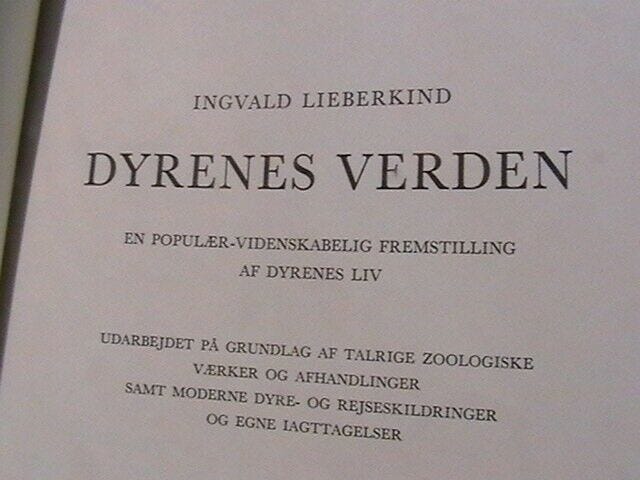 INGVALD LIEBERKIND
DYRENES VERDEN
EN POPULÆR-VIDENSKABELIG FREMSTILLING
AF DYRENES LIV
UDARBEJDET PÅ GRUNDLAG AF TALRIGE ZOOLOGISKE
VÆRKER OG AFHANDLINGER
SAMT MODERNE DYRE- OG REJSESKILDRINGER
OG EGNE IAGTTAGELSER